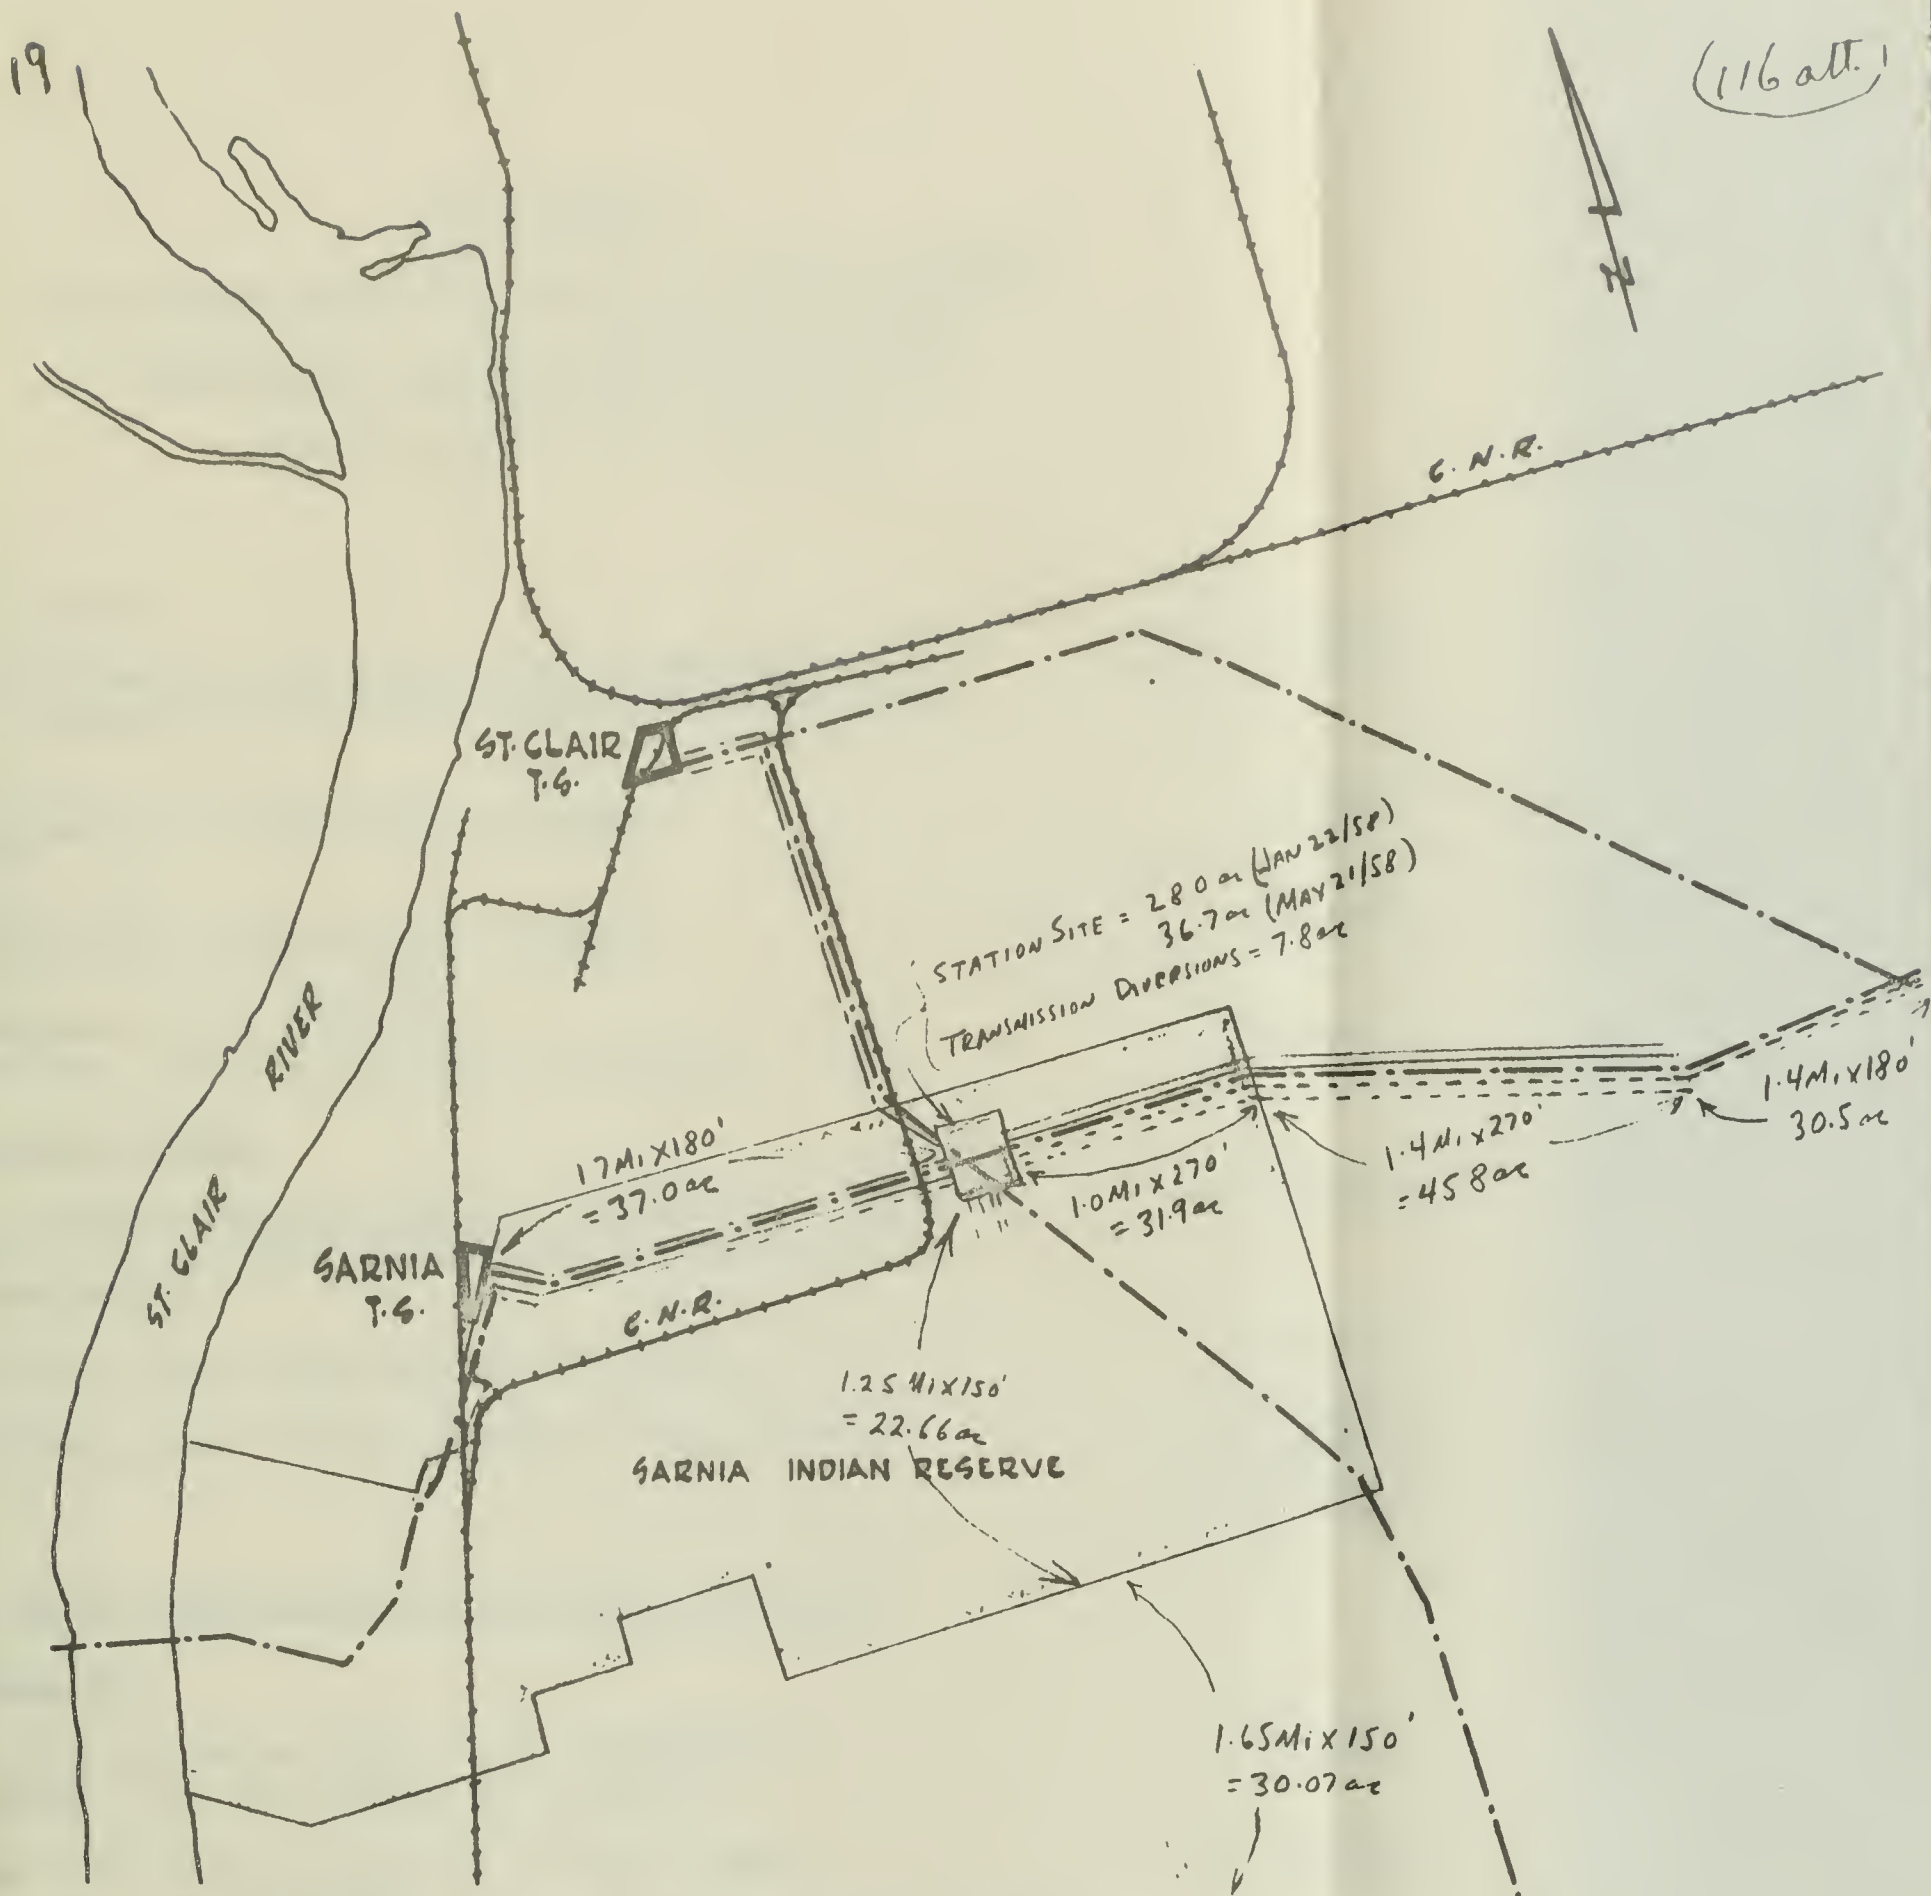 19
(116 att.)
N
C.N.R.
ST. CLAIR
T.S.
STATION SITE = 28.0 ac (JAN 22/58)
36.7 ac (MAY 21/58)
TRANSMISSION DIVERSIONS = 7.8 ac
RIVER
ST. CLAIR
1.4 Mi X 180'
30.5 ac
1.4 Mi X 270'
= 45.8 ac
1.7 Mi X 180'
= 37.0 ac
1.0 Mi X 270'
= 31.9 ac
SARNIA
T.S.
C.N.R.
1.25 Mi X 150'
= 22.66 ac
SARNIA INDIAN RESERVE
1.65 Mi X 150'
= 30.07 ac